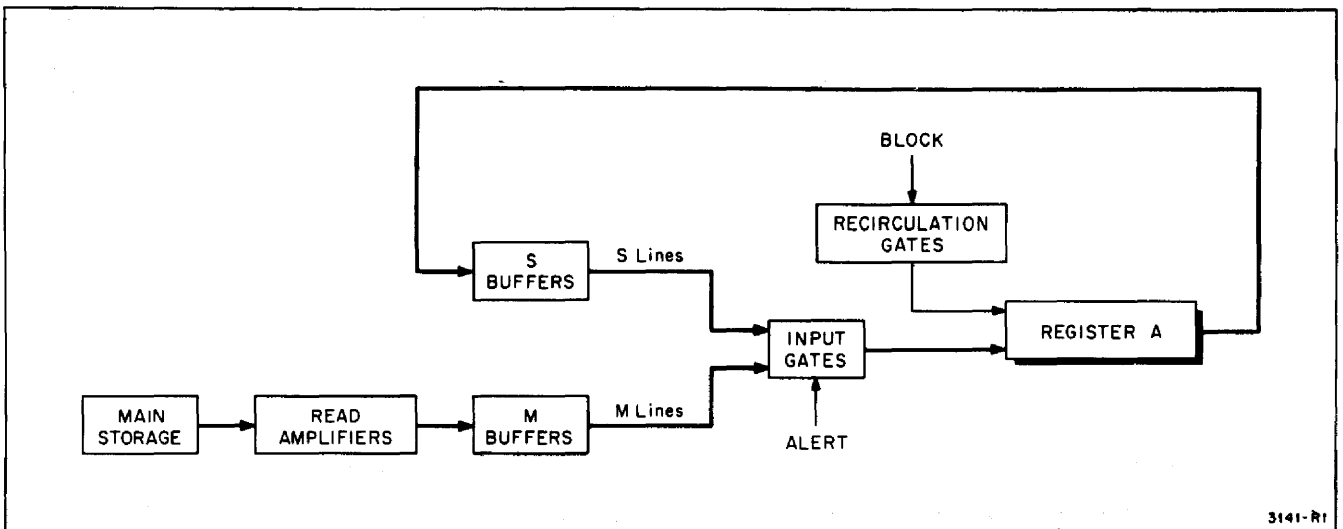 BLOCK
RECIRCULATION
GATES
S
BUFFERS
S Lines
INPUT
GATES
REGISTER A
MAIN
STORAGE
READ
AMPLIFIERS
M
BUFFERS
M Lines
ALERT
3141-R1